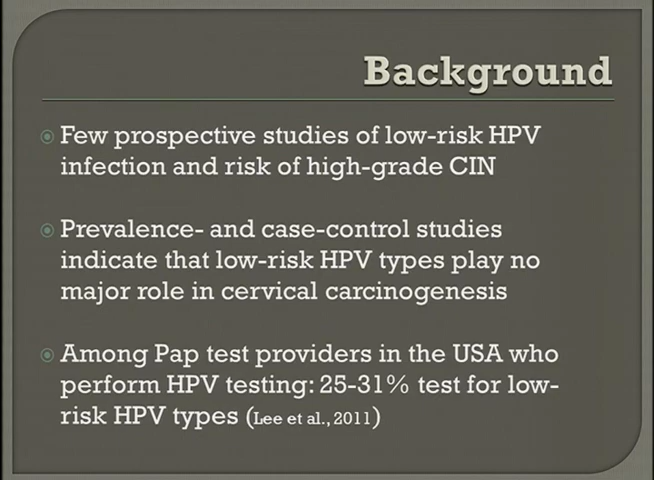 Background
Few prospective studies of low-risk HPV
infection and risk of high-grade CIN
Prevalence- and case-control studies
indicate that low-risk HPV types play no
major role in cervical carcinogenesis
Among Pap test providers in the USA who
perform HPV testing: 25-31% test for low-
risk HPV types (Lee et al., 2011)